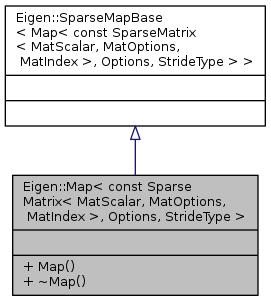 Eigen::SparseMapBase
< Map< const SparseMatrix
< MatScalar, MatOptions,
MatIndex >, Options, StrideType > >
Eigen::Map< const Sparse
Matrix< MatScalar, MatOptions,
MatIndex >, Options, StrideType >
+ Map()
+ ~Map()